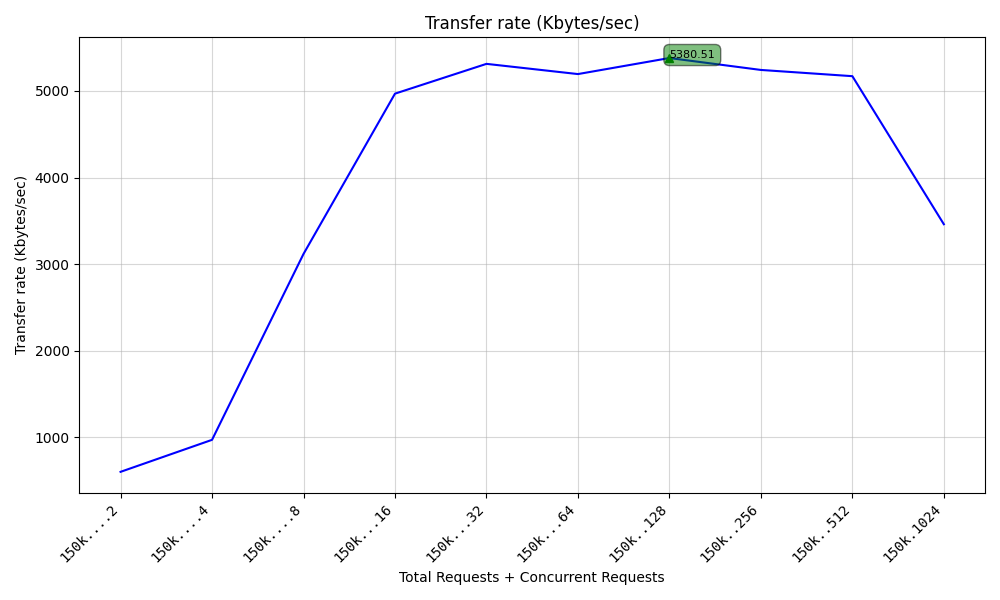 Transfer rate (Kbytes/sec)
5380.51
Transfer rate (Kbytes/sec)
5000
4000
3000
2000
1000
150k....2
150k....4
150k....8
150k...16
150k...32
150k...64
150k..128
150k..256
150k..512
150k.1024
Total Requests + Concurrent Requests